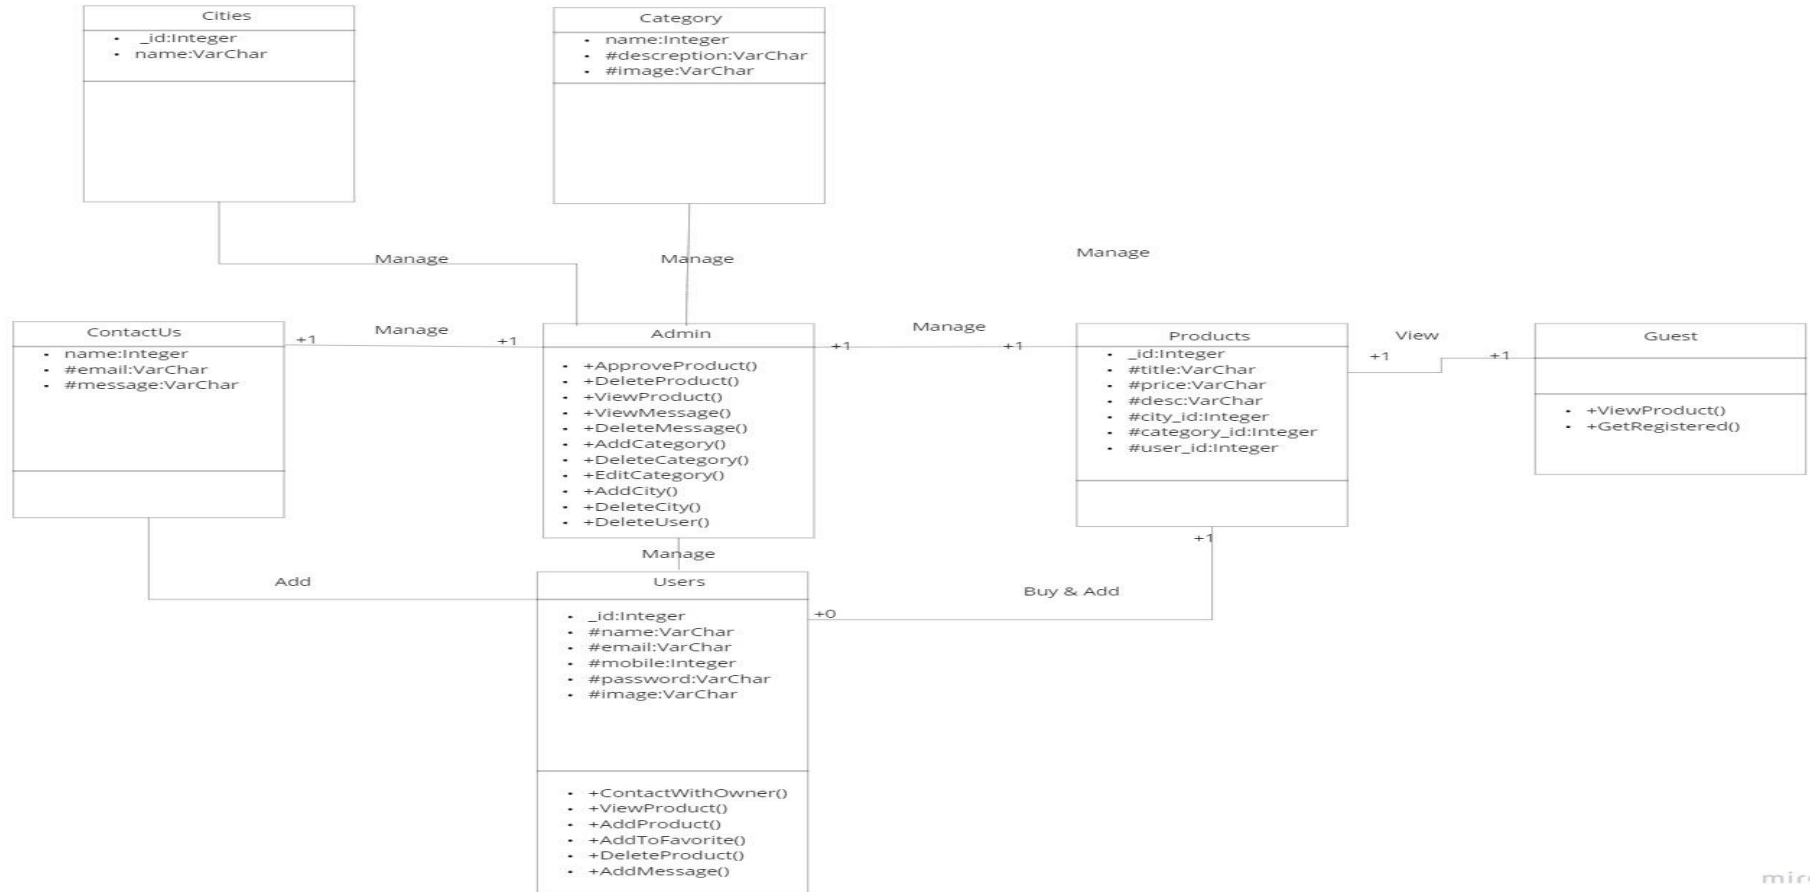 Cities
• _id:Integer
• name:VarChar
Category
• name:Integer
• #descreption:VarChar
• #image:VarChar
Manage
Manage
Manage
ContactUs
• name:Integer
• #email:VarChar
• #message:VarChar
+1
Manage
+1
Admin
• +ApproveProduct()
• +DeleteProduct()
• +ViewProduct()
• +ViewMessage()
• +DeleteMessage()
• +AddCategory()
• +DeleteCategory()
• +EditCategory()
• +AddCity()
• +DeleteCity()
• +DeleteUser()
+1
Manage
+1
Products
• _id:Integer
• #title:VarChar
• #price:VarChar
• #desc:VarChar
• #city_id:Integer
• #category_id:Integer
• #user_id:Integer
+1
View
+1
Guest
• +ViewProduct()
• +GetRegistered()
Manage
Add
Users
• _id:Integer
• #name:VarChar
• #email:VarChar
• #mobile:Integer
• #password:VarChar
• #image:VarChar
• +ContactWithOwner()
• +ViewProduct()
• +AddProduct()
• +AddToFavorite()
• +DeleteProduct()
• +AddMessage()
+0
Buy & Add
+1